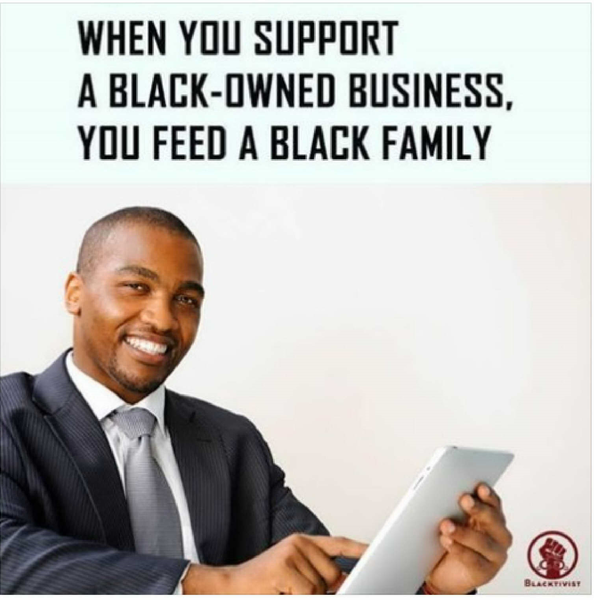 WHEN YOU SUPPORT
A BLACK-OWNED BUSINESS,
YOU FEED A BLACK FAMILY
BLACKTIVIST